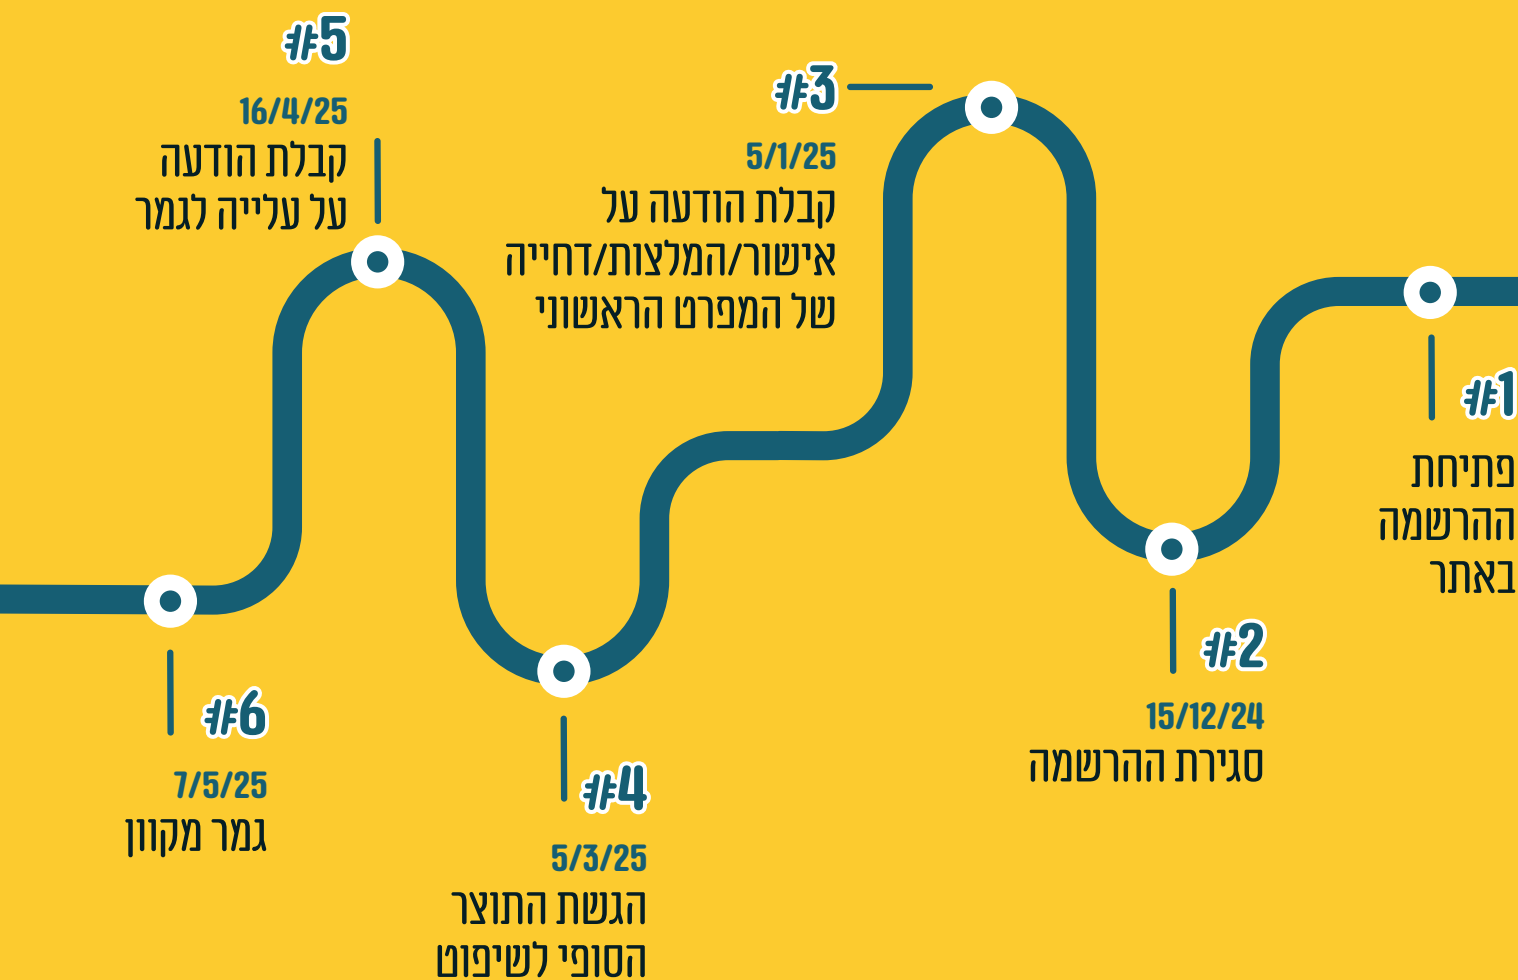 #1
פתיחת
ההרשמה
באתר
#2
15/12/24
סגירת ההרשמה
#3
5/1/25
קבלת הודעה על
אישור/המלצות/דחייה
של המפרט הראשוני
#4
5/3/25
הגשת התוצר
הסופי לשיפוט
#5
16/4/25
קבלת הודעה
על עלייה לגמר
#6
7/5/25
גמר מקוון